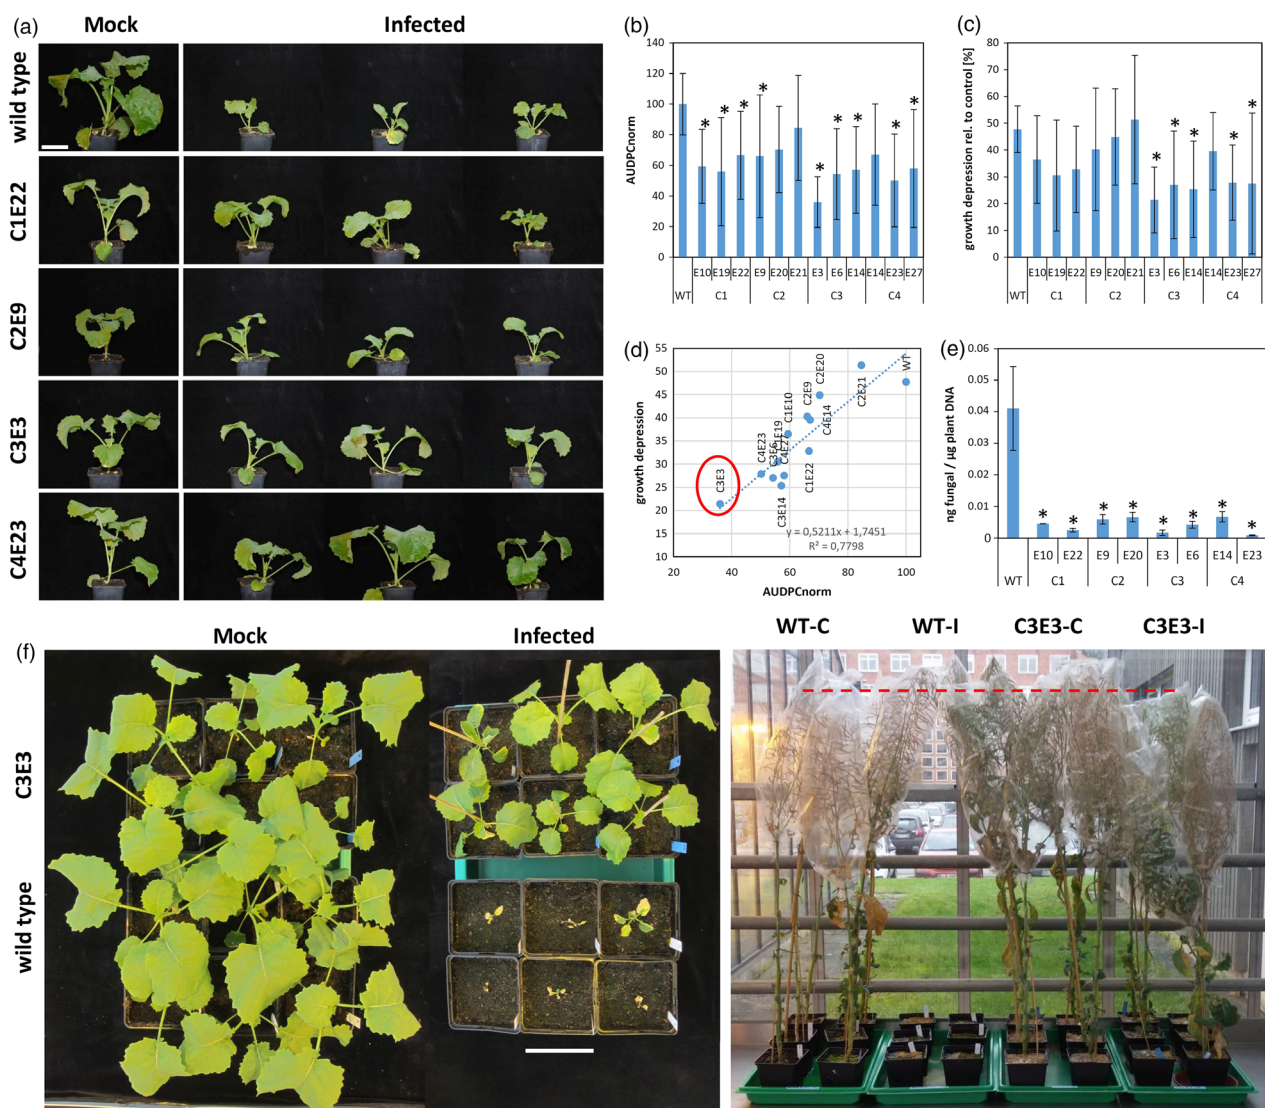 (a)
Mock
Infected
wild type
C1E22
C2E9
C3E3
C4E23
(b)
AUDPCnorm
140
120
100
80
60
40
20
0
* * * * * * * * *
E10 E19 E22 E9 E20 E21 E3 E6 E14 E14 E23 E27
WT C1 C2 C3 C4
(c)
growth depression rel. to control [%]
80
70
60
50
40
30
20
10
0
* * * * *
E10 E19 E22 E9 E20 E21 E3 E6 E14 E14 E23 E27
WT C1 C2 C3 C4
(d)
growth depression
55
50
45
40
35
30
25
20
15
10
C3E3
C4E23
C3E6
C1E19
C4E27
C3E14
C1E10
C2E9
C2E20
C1E22
C4E14
C2E21
WT
y = 0,5211x + 1,7451
R² = 0,7798
20 40 60 80 100
AUDPCnorm
(e)
ng fungal / µg plant DNA
0.06
0.05
0.04
0.03
0.02
0.01
0
* * * * * * * *
E10 E22 E9 E20 E3 E6 E14 E23
WT C1 C2 C3 C4
(f)
Mock
Infected
C3E3
wild type
WT-C WT-I C3E3-C C3E3-I